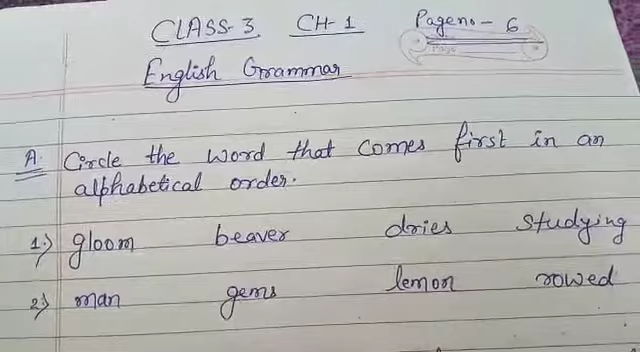 CLASS-3 CH-1 Page no - 6
English Grammar
A. Circle the word that comes first in an
alphabetical order.
1) gloom beaver dries studying
2) man gems lemon rowed